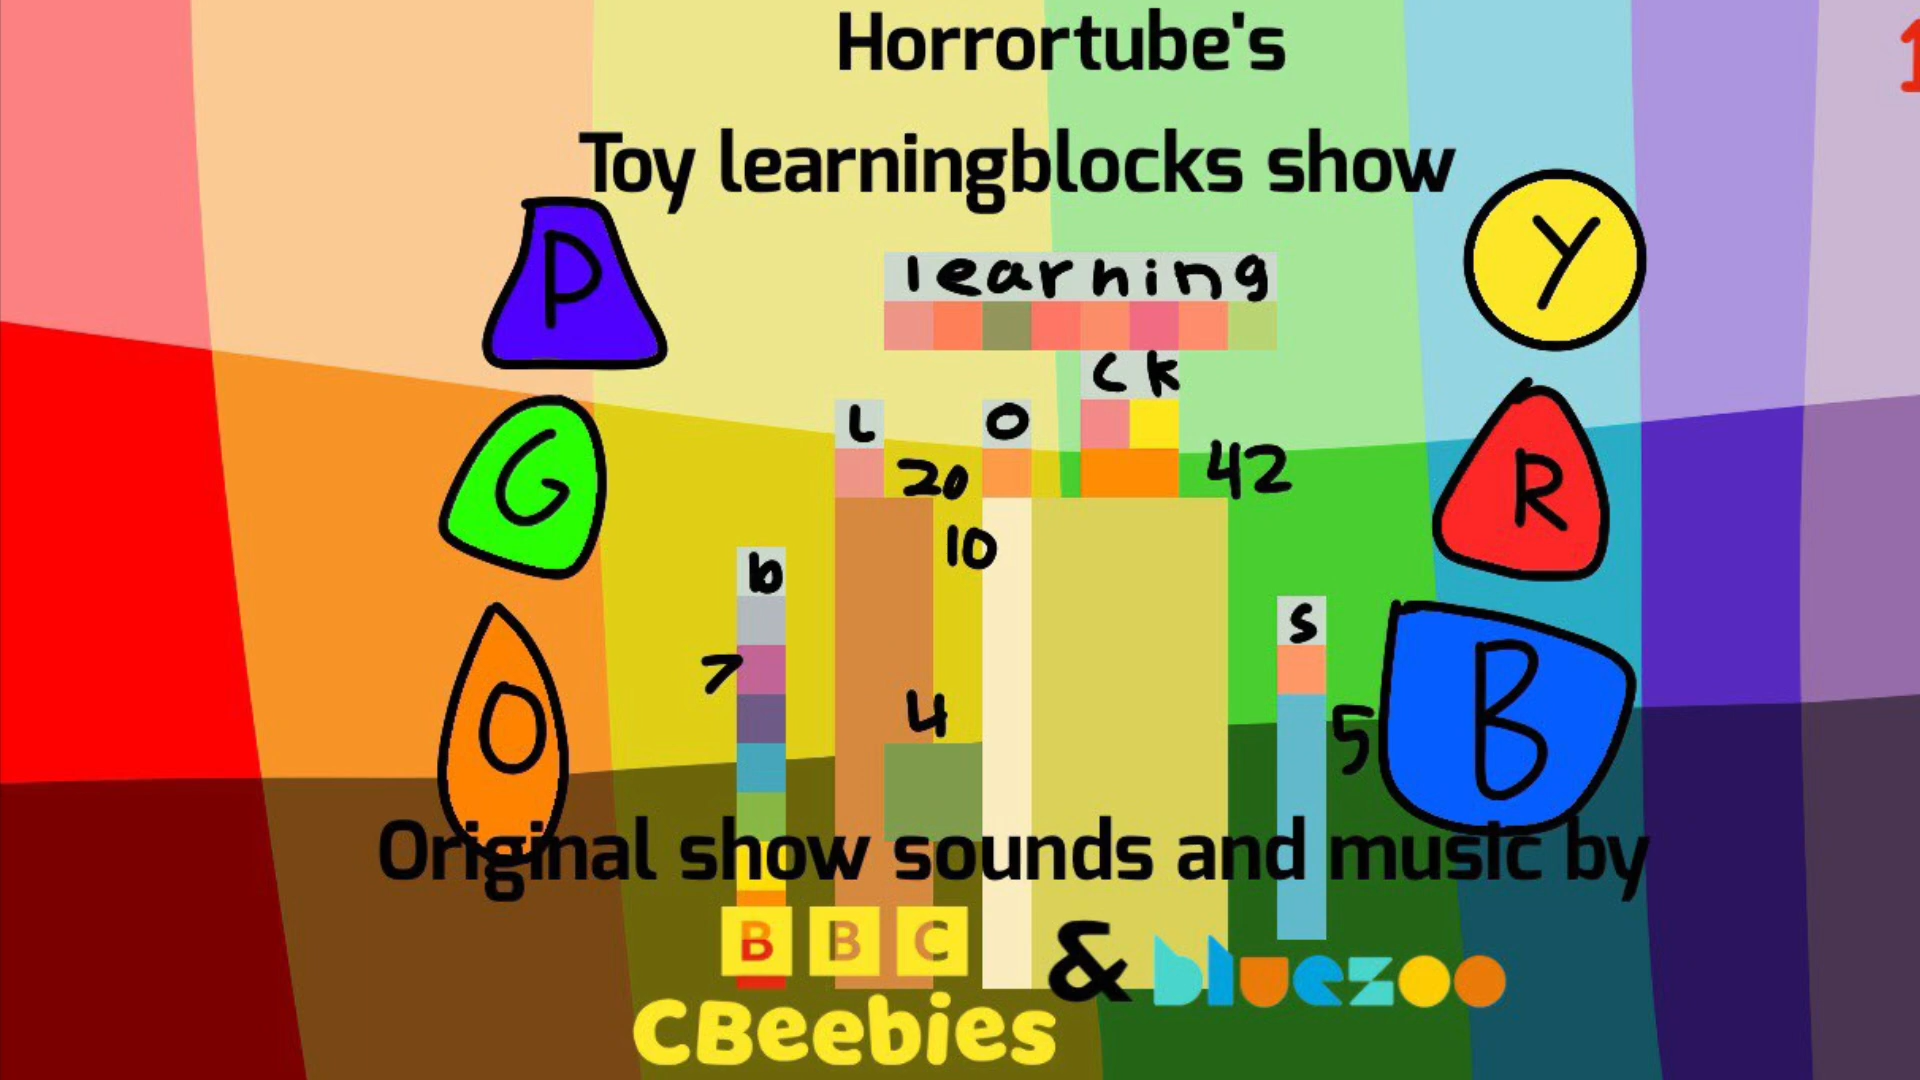 Horrortube's
1
Toy learningblocks show
P
Y
learning
ck
L
O
20
42
G
R
10
b
s
7
4
5
O
B
Original show sounds and music by
BBC
CBeebies
& bluezoo